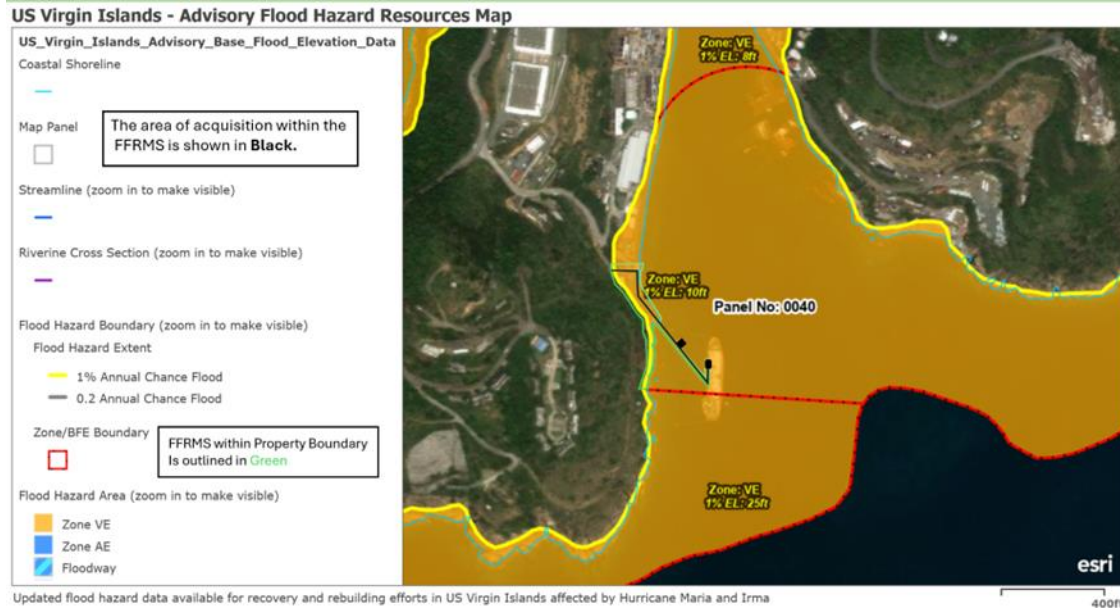 US Virgin Islands - Advisory Flood Hazard Resources Map
US_Virgin_Islands_Advisory_Base_Flood_Elevation_Data
Coastal Shoreline
Map Panel
The area of acquisition within the
FFRMS is shown in Black.
Streamline (zoom in to make visible)
Riverine Cross Section (zoom in to make visible)
Flood Hazard Boundary (zoom in to make visible)
Flood Hazard Extent
1% Annual Chance Flood
0.2 Annual Chance Flood
Zone/BFE Boundary
FFRMS within Property Boundary
Is outlined in Green
Flood Hazard Area (zoom in to make visible)
Zone VE
Zone AE
Floodway
Zone: VE
1% EL: 8ft
Zone: VE
1% EL: 10ft
Panel No: 0040
Zone: VE
1% EL: 25ft
esri
Updated flood hazard data available for recovery and rebuilding efforts in US Virgin Islands affected by Hurricane Maria and Irma